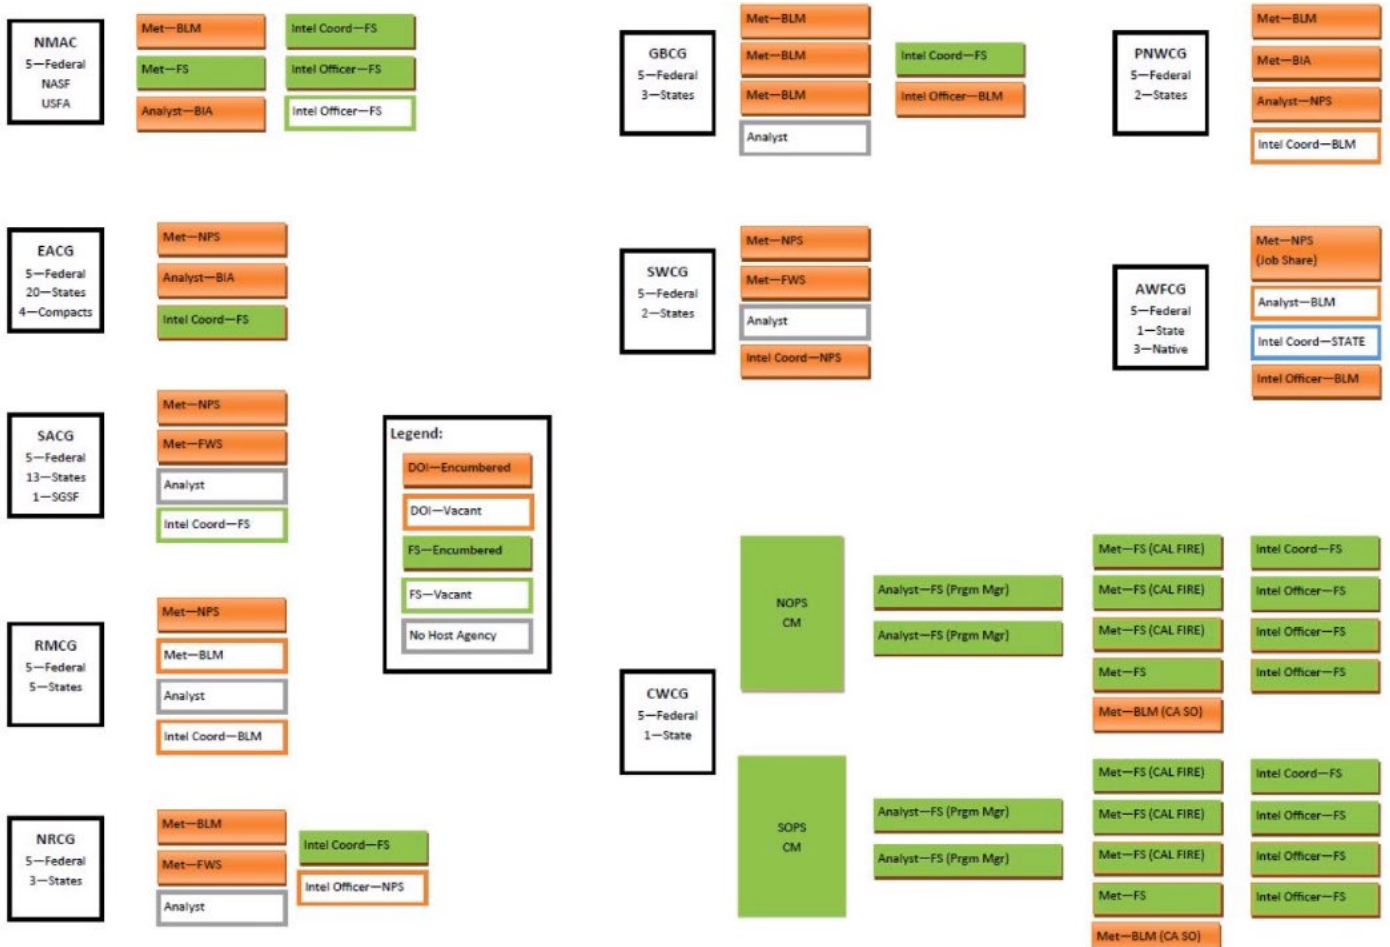 NMAC
5—Federal
NASF
USFA
Met—BLM
Met—FS
Analyst—BIA
Intel Coord—FS
Intel Officer—FS
Intel Officer—FS
GBCG
5—Federal
3—States
Met—BLM
Met—BLM
Met—BLM
Analyst
Intel Coord—FS
Intel Officer—BLM
PNWCG
5—Federal
2—States
Met—BLM
Met—BIA
Analyst—NPS
Intel Coord—BLM
EACG
5—Federal
20—States
4—Compacts
Met—NPS
Analyst—BIA
Intel Coord—FS
SWCG
5—Federal
2—States
Met—NPS
Met—FWS
Analyst
Intel Coord—NPS
AWFCG
5—Federal
1—State
3—Native
Met—NPS
(Job Share)
Analyst—BLM
Intel Coord—STATE
Intel Officer—BLM
SACG
5—Federal
13—States
1—SGSF
Met—NPS
Met—FWS
Analyst
Intel Coord—FS
Legend:
DOI—Encumbered
DOI—Vacant
FS—Encumbered
FS—Vacant
No Host Agency
RMCG
5—Federal
5—States
Met—NPS
Met—BLM
Analyst
Intel Coord—BLM
NRCG
5—Federal
3—States
Met—BLM
Met—FWS
Analyst
Intel Coord—FS
Intel Officer—NPS
CWCG
5—Federal
1—State
NOPS
CM
Analyst—FS (Prgm Mgr)
Analyst—FS (Prgm Mgr)
Met—FS (CAL FIRE)
Met—FS (CAL FIRE)
Met—FS (CAL FIRE)
Met—FS
Met—BLM (CA SO)
Intel Coord—FS
Intel Officer—FS
Intel Officer—FS
Intel Officer—FS
SOPS
CM
Analyst—FS (Prgm Mgr)
Analyst—FS (Prgm Mgr)
Met—FS (CAL FIRE)
Met—FS (CAL FIRE)
Met—FS (CAL FIRE)
Met—FS
Met—BLM (CA SO)
Intel Coord—FS
Intel Officer—FS
Intel Officer—FS
Intel Officer—FS